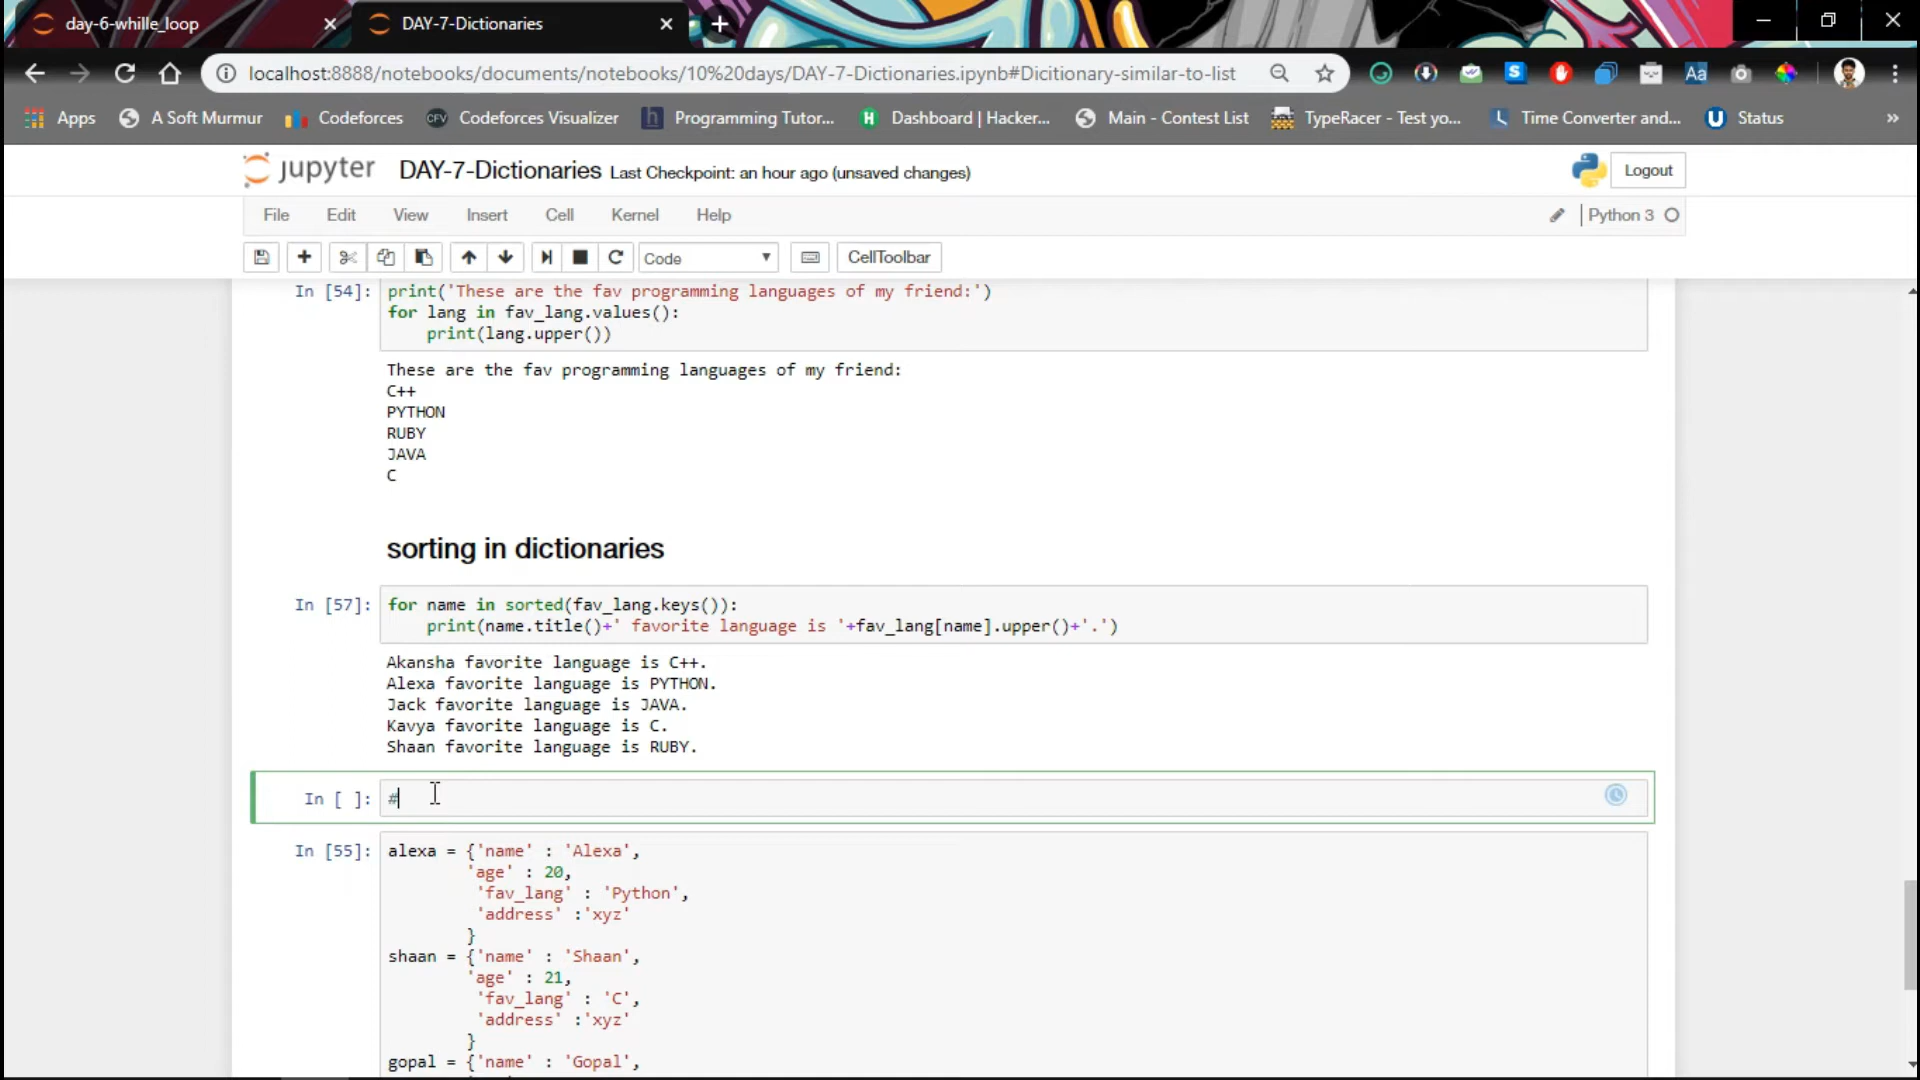 day-6-whille_loop
DAY-7-Dictionaries
localhost:8888/notebooks/documents/notebooks/10%20days/DAY-7-Dictionaries.ipynb#Dicitionary-similar-to-list
Apps A Soft Murmur Codeforces CFV Codeforces Visualizer Programming Tutor... Dashboard | Hacker... Main - Contest List TypeRacer - Test yo... Time Converter and... Status »
jupyter DAY-7-Dictionaries Last Checkpoint: an hour ago (unsaved changes) Logout
File Edit View Insert Cell Kernel Help Python 3
Code CellToolbar
In [54]: print('These are the fav programming languages of my friend:')
for lang in fav_lang.values():
print(lang.upper())
These are the fav programming languages of my friend:
C++
PYTHON
RUBY
JAVA
C
sorting in dictionaries
In [57]: for name in sorted(fav_lang.keys()):
print(name.title()+' favorite language is '+fav_lang[name].upper()+'.')
Akansha favorite language is C++.
Alexa favorite language is PYTHON.
Jack favorite language is JAVA.
Kavya favorite language is C.
Shaan favorite language is RUBY.
In [ ]: #
In [55]: alexa = {'name' : 'Alexa',
'age' : 20,
'fav_lang' : 'Python',
'address' :'xyz'
}
shaan = {'name' : 'Shaan',
'age' : 21,
'fav_lang' : 'C',
'address' :'xyz'
}
gopal = {'name' : 'Gopal',